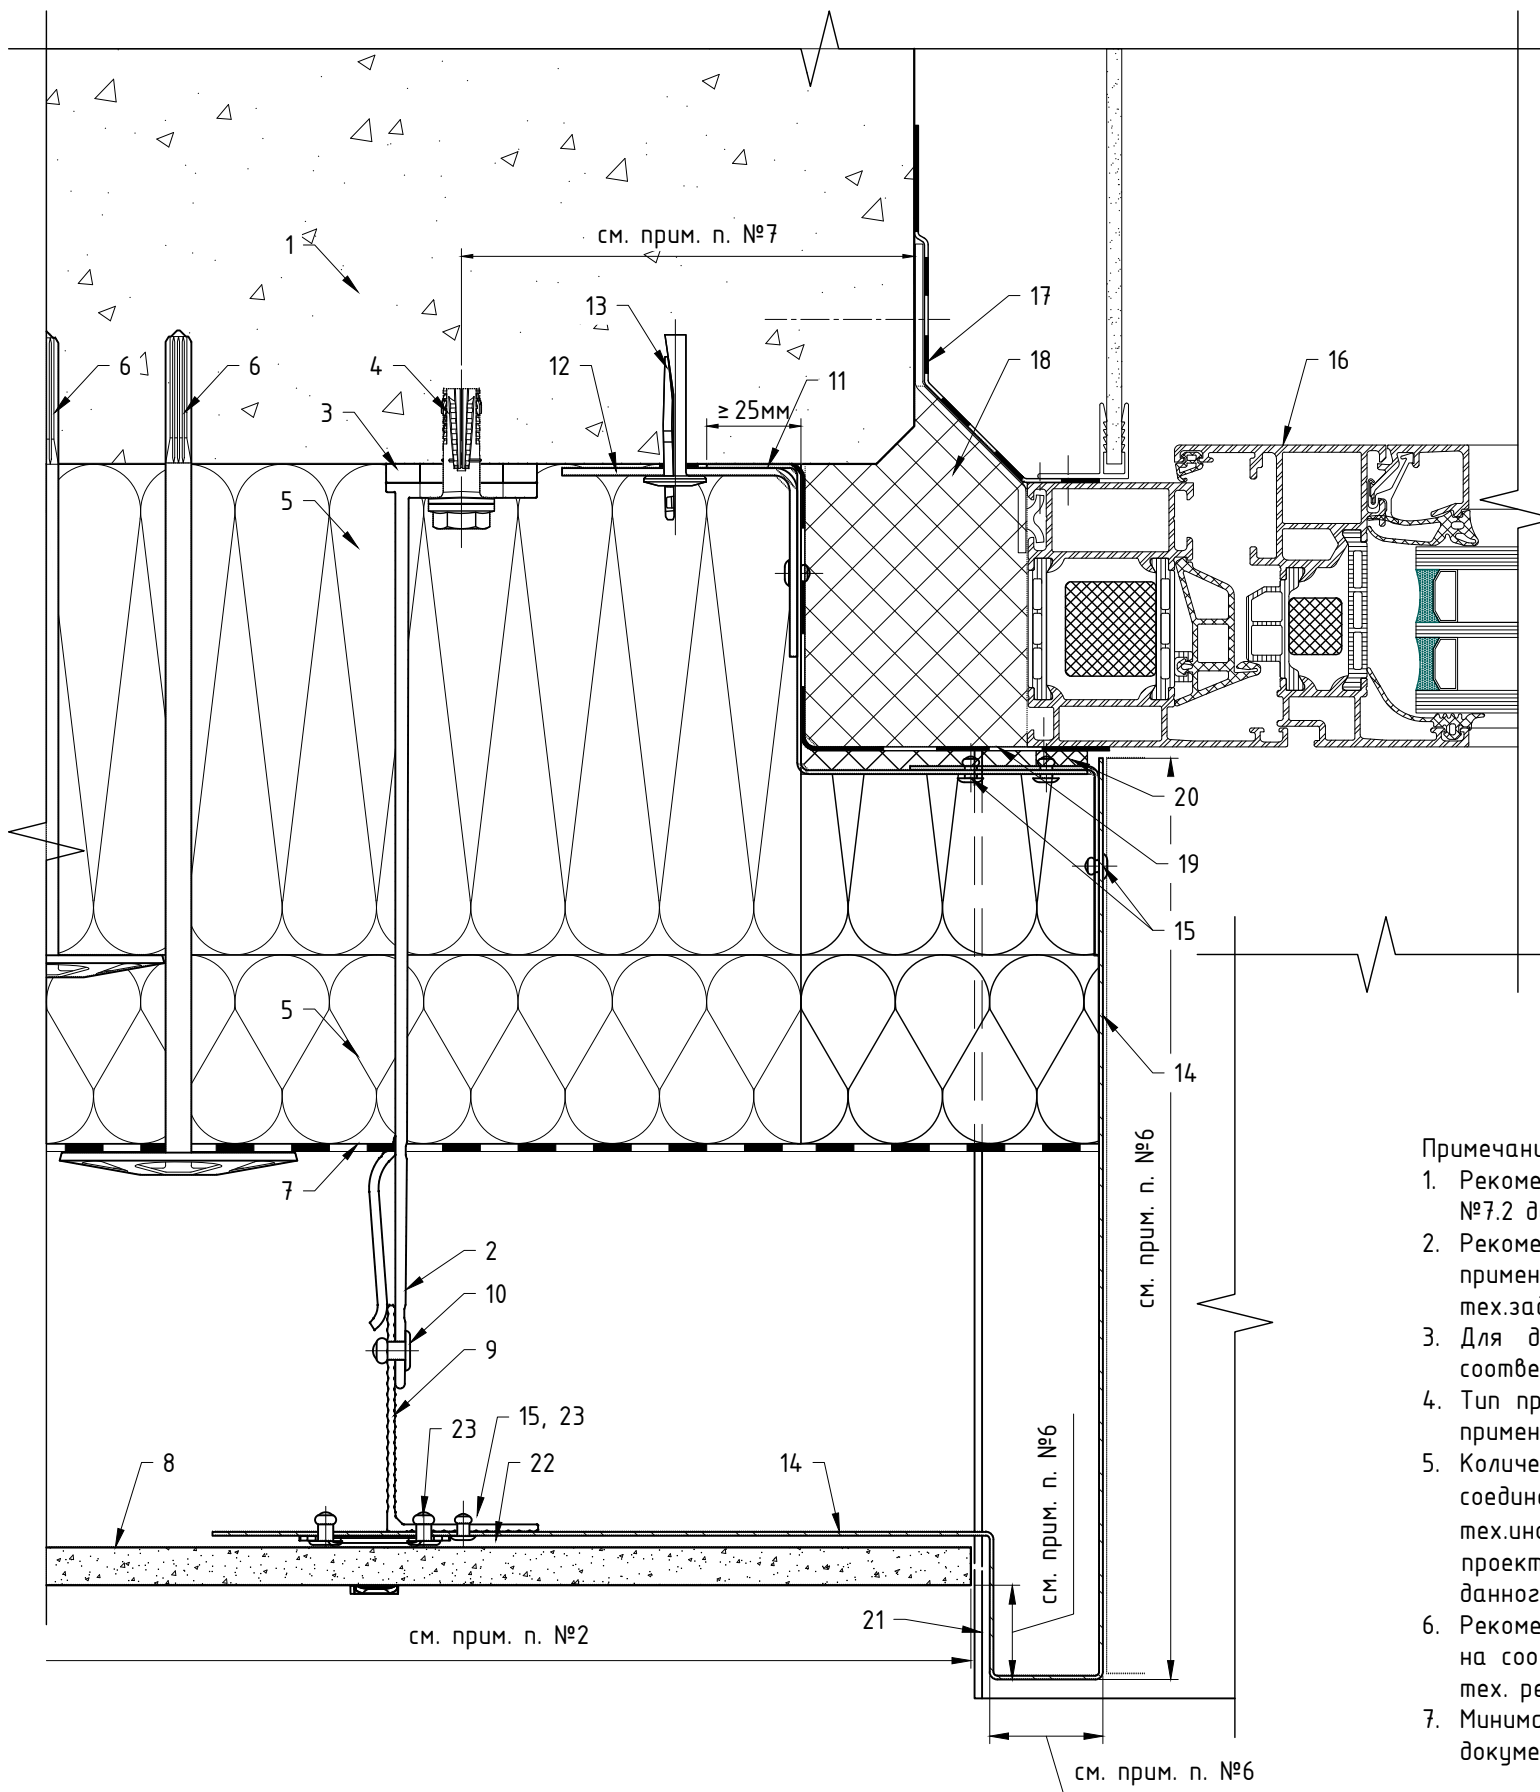 см. прим. п. №7
1
13
17
6
6
4
12
11
18
16
3
≥25мм
5
20
19
15
5
14
7
2
10
9
см. прим. п. №6
15, 23
23
22
8
14
см. прим. п. №6
21
см. прим. п. №2
см. прим. п. №6
Примечани
1. Рекоме
№7.2 д
2. Рекоме
примен
тех.за
3. Для д
соотве
4. Тип пр
примен
5. Количе
соедино
тех.инс
проект
данног
6. Рекоме
на соо
тех. ре
7. Минимо
докуме